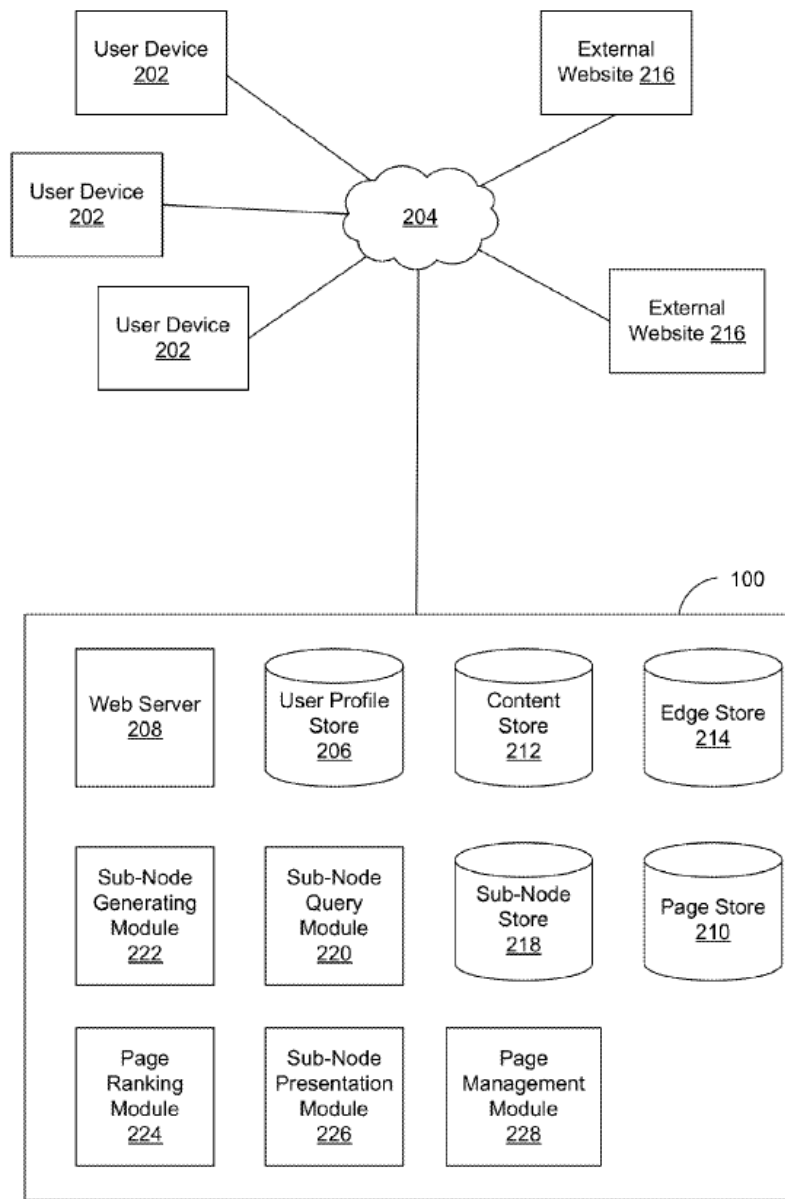 User Device
202
External
Website 216
User Device
202
204
User Device
202
External
Website 216
100
Web Server
208
User Profile
Store
206
Content
Store
212
Edge Store
214
Sub-Node
Generating
Module
222
Sub-Node
Query
Module
220
Sub-Node
Store
218
Page Store
210
Page
Ranking
Module
224
Sub-Node
Presentation
Module
226
Page
Management
Module
228